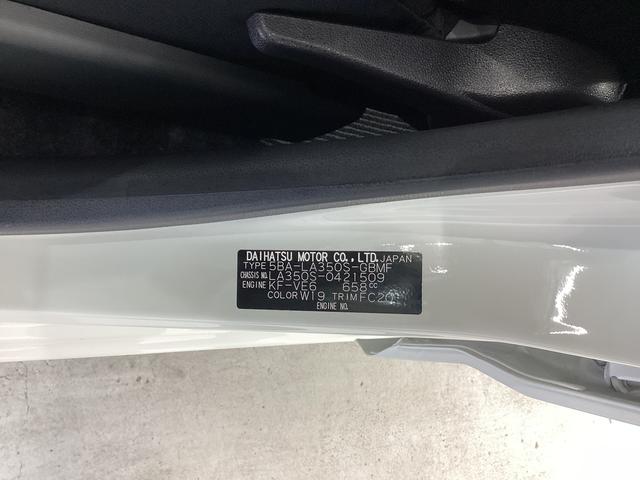 DAIHATSU MOTOR CO., LTD. JAPAN
TYPE 5BA-LA350S-GBMF
CHASSIS NO. LA350S-0421509
ENGINE KF-VE6 658cc
COLOR W19 TRIM FC20
ENGINE NO.